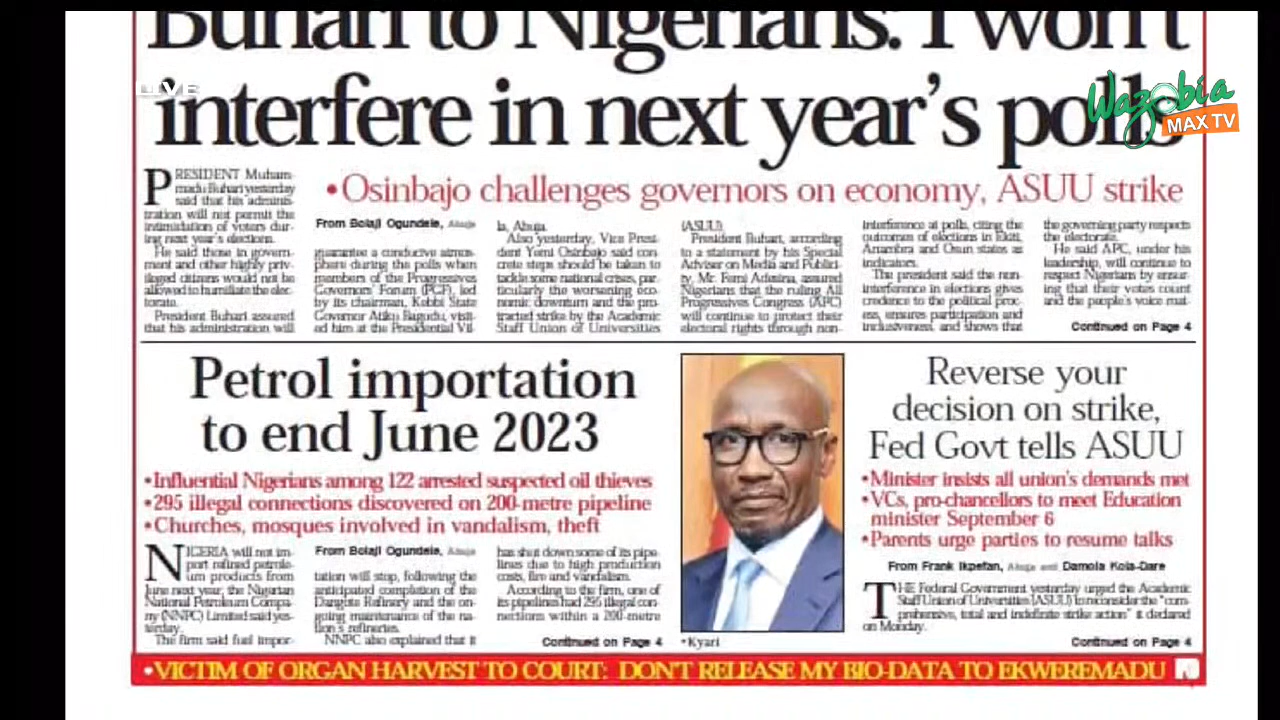 Buhari to Nigerians: I won't
interfere in next year's polls
LIVE
Wazobia
MAX TV
•Osinbajo challenges governors on economy, ASUU strike
PRESIDENT Muham-
madu Buhari yesterday
said that his adminis-
tration will not permit the
intimidation of voters dur-
ing next year's elections.
He said those in govern-
ment and other highly priv-
ileged citizens would not be
allowed to humiliate the elec-
torate.
President Buhari assured
that his administration will
From Bolaji Ogundele, Abuja
guarantee a conducive atmos-
phere during the polls when
members of the Progressives
Governors' Forum (PGF), led
by its chairman, Kebbi State
Governor Atiku Bagudu, visit-
ed him at the Presidential Vil-
la, Abuja.
Also yesterday, Vice Presi-
dent Yemi Osinbajo said con-
crete steps should be taken to
tackle some national crises, par-
ticularly the worsening eco-
nomic downturn and the pro-
tracted strike by the Academic
Staff Union of Universities
(ASUU).
President Buhari, according
to a statement by his Special
Adviser on Media and Publici-
ty, Mr. Femi Adesina, assured
Nigerians that the ruling All
Progressives Congress (APC)
will continue to protect their
electoral rights through non-
interference at polls, citing the
outcomes of elections in Ekiti,
Anambra and Osun states as
indicators.
The president said the non-
interference in elections gives
credence to the political proc-
ess, ensures participation and
inclusiveness, and shows that
the governing party respects
the electorate.
He said APC, under his
leadership, will continue to
respect Nigerians by ensur-
ing that their votes count
and the people's voice mat-
Continued on Page 4
Petrol importation
to end June 2023
•Influential Nigerians among 122 arrested suspected oil thieves
•295 illegal connections discovered on 200-metre pipeline
•Churches, mosques involved in vandalism, theft
NIGERIA will not im-
port refined petrole-
um products from
June next year, the Nigerian
National Petroleum Compa-
ny (NNPC) Limited said yes-
terday.
The firm said fuel impor-
From Bolaji Ogundele, Abuja
tation will stop, following the
anticipated completion of the
Dangote Refinery and the on-
going maintenance of the na-
tion's refineries.
NNPC also explained that it
has shut down some of its pipe-
lines due to high production
costs, fire and vandalism.
According to the firm, one of
its pipelines had 295 illegal con-
nections within a 200-metre
Continued on Page 4
•Kyari
Reverse your
decision on strike,
Fed Govt tells ASUU
•Minister insists all union's demands met
•VCs, pro-chancellors to meet Education
minister September 6
•Parents urge parties to resume talks
From Frank Ikpefan, Abuja and Damola Kola-Dare
THE Federal Government yesterday urged the Academic
Staff Union of Universities (ASUU) to reconsider the "com-
prehensive, total and indefinite strike action" it declared
on Monday.
Continued on Page 4
•VICTIM OF ORGAN HARVEST TO COURT: DON'T RELEASE MY BIO-DATA TO EKWEREMADU
N